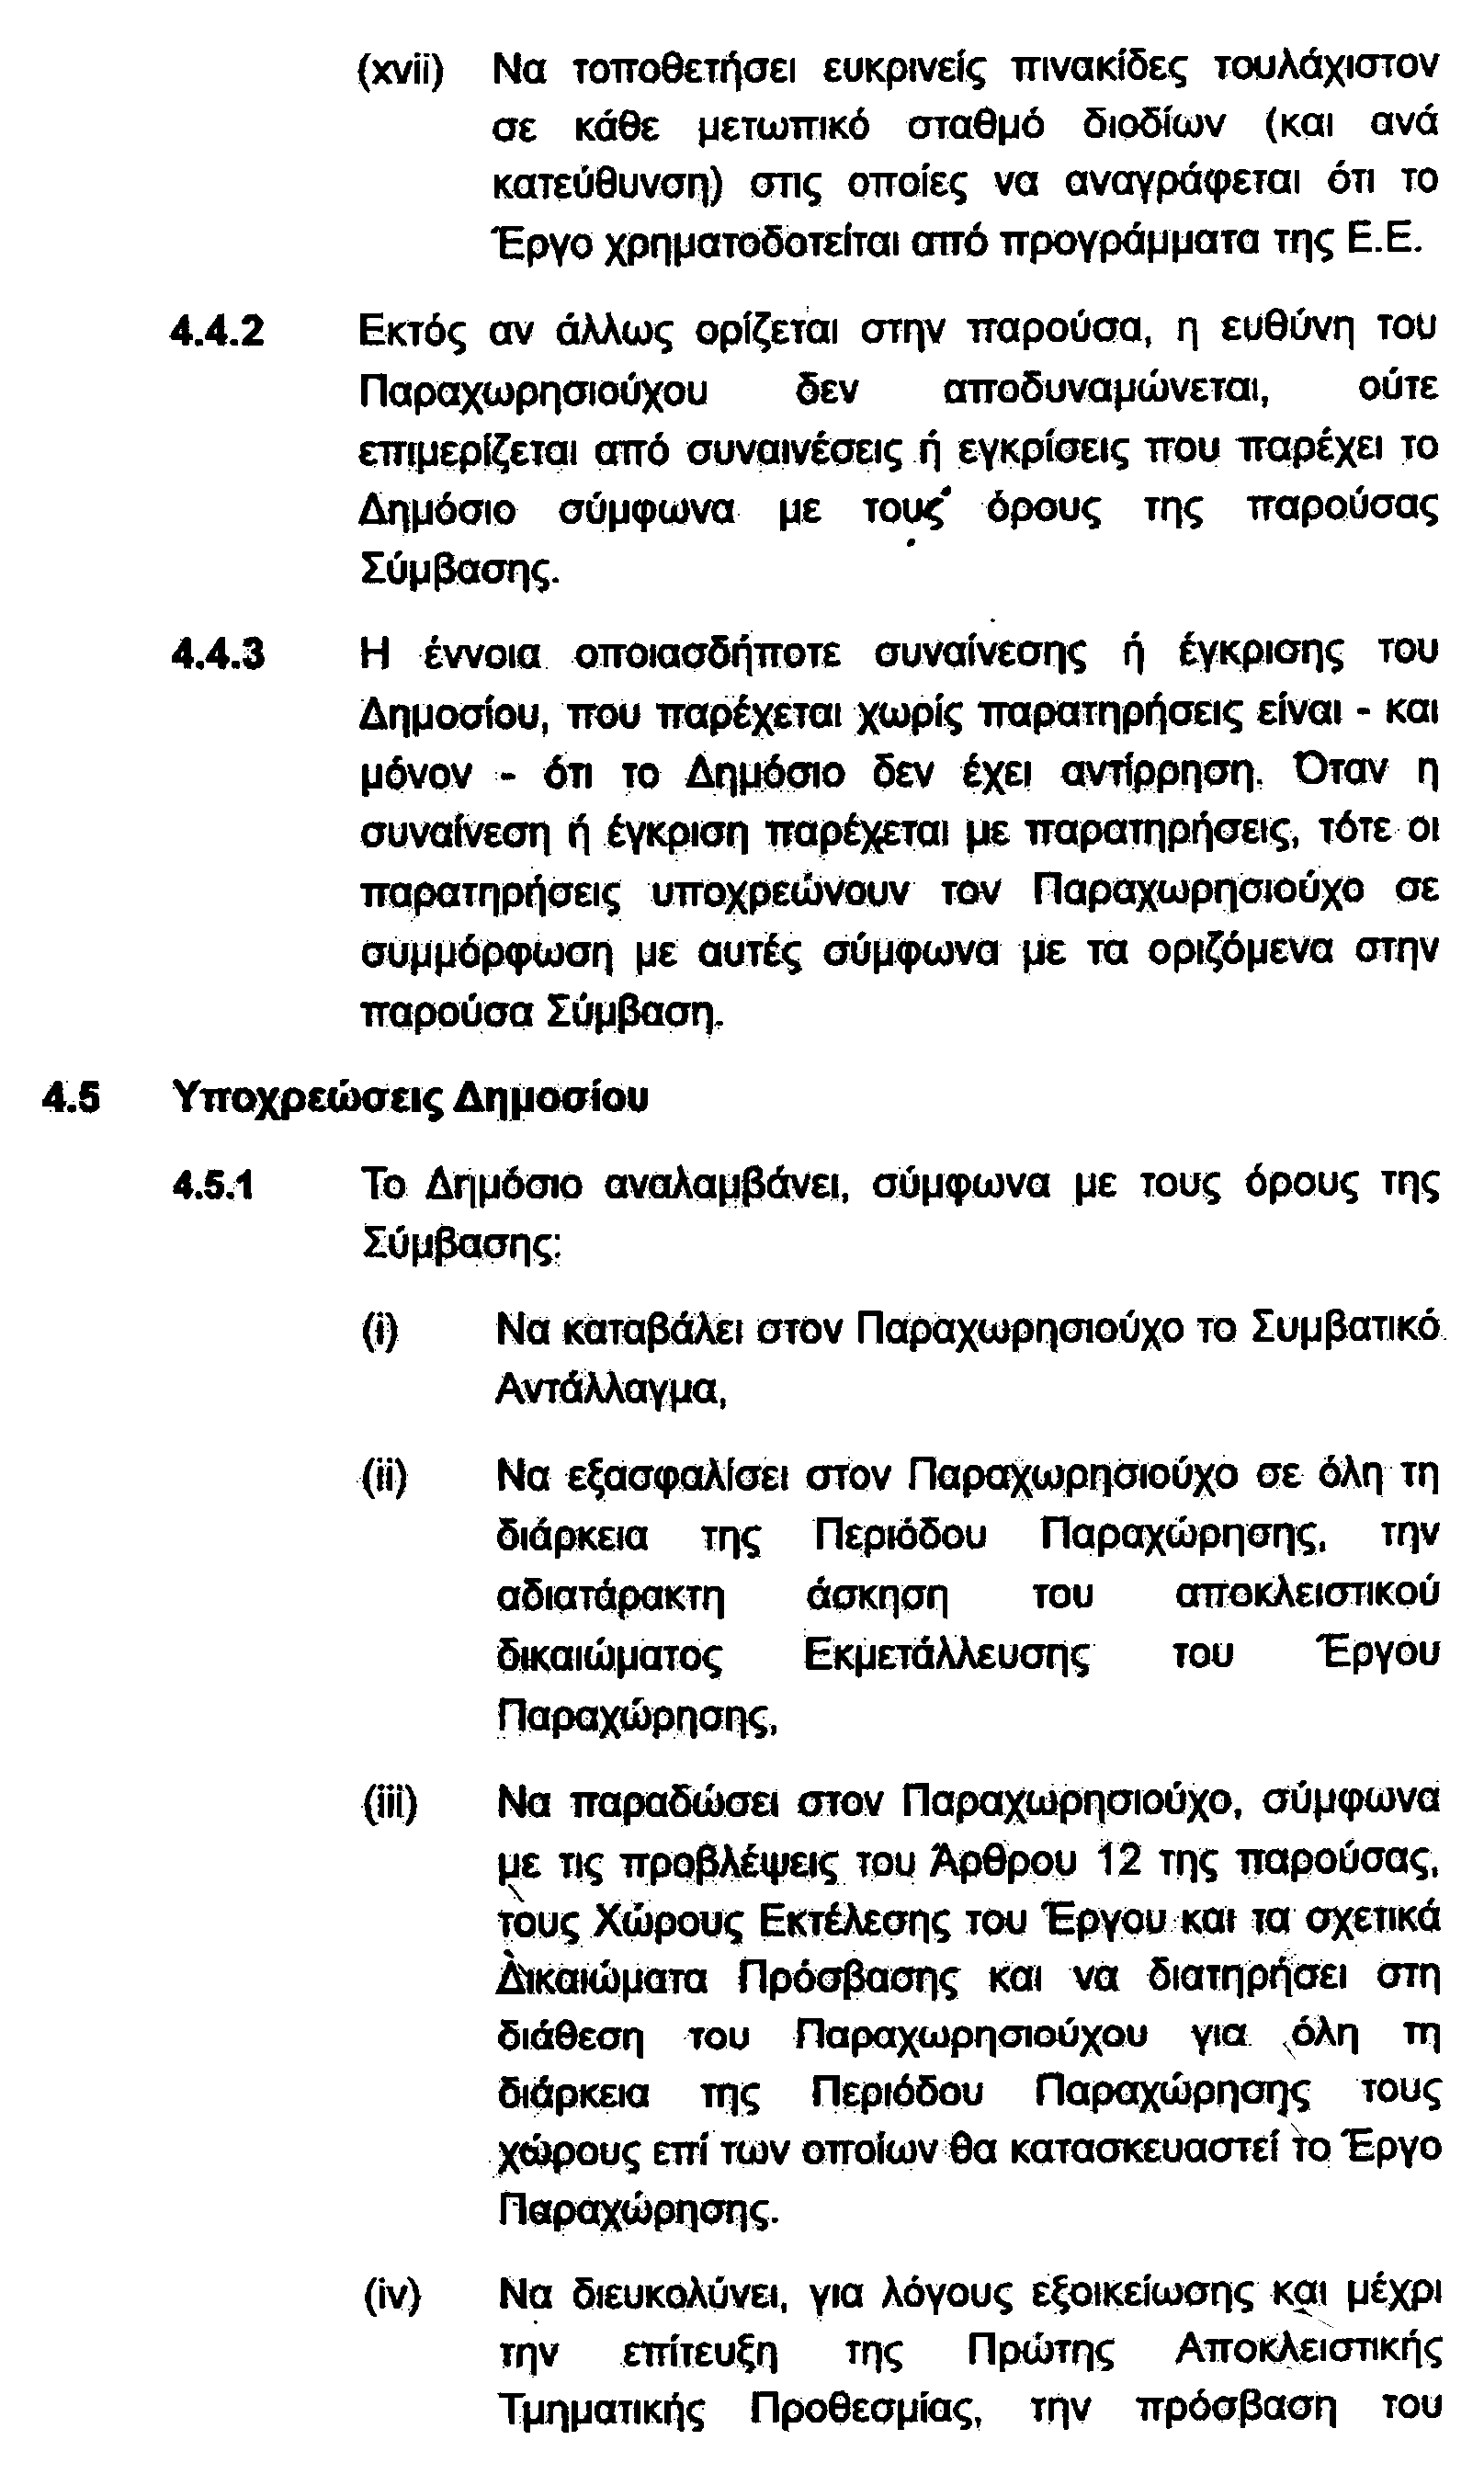 (xvii) Να τοποθετήσει ευκρινείς πινακίδες τουλάχιστον
σε κάθε μετωπικό σταθμό διοδίων (και ανά
κατεύθυνση) στις οποίες να αναγράφεται ότι το
Έργο χρηματοδοτείται από προγράμματα της Ε.Ε.
4.4.2 Εκτός αν άλλως ορίζεται στην παρούσα, η ευθύνη του
Παραχωρησιούχου δεν αποδυναμώνεται, ούτε
επιμερίζεται από συναινέσεις ή εγκρίσεις που παρέχει το
Δημόσιο σύμφωνα με τους όρους της παρούσας
Σύμβασης.
4.4.3 Η έννοια οποιασδήποτε συναίνεσης ή έγκρισης του
Δημοσίου, που παρέχεται χωρίς παρατηρήσεις είναι - και
μόνον - ότι το Δημόσιο δεν έχει αντίρρηση. Όταν η
συναίνεση ή έγκριση παρέχεται με παρατηρήσεις, τότε οι
παρατηρήσεις υποχρεώνουν τον Παραχωρησιούχο σε
συμμόρφωση με αυτές σύμφωνα με τα οριζόμενα στην
παρούσα Σύμβαση.
4.5 Υποχρεώσεις Δημοσίου
4.5.1 Το Δημόσιο αναλαμβάνει, σύμφωνα με τους όρους της
Σύμβασης:
(i) Να καταβάλει στον Παραχωρησιούχο το Συμβατικό
Αντάλλαγμα,
(ii) Να εξασφαλίσει στον Παραχωρησιούχο σε όλη τη
διάρκεια της Περιόδου Παραχώρησης, την
αδιατάρακτη άσκηση του αποκλειστικού
δικαιώματος Εκμετάλλευσης του Έργου
Παραχώρησης,
(iii) Να παραδώσει στον Παραχωρησιούχο, σύμφωνα
με τις προβλέψεις του Άρθρου 12 της παρούσας,
τους Χώρους Εκτέλεσης του Έργου και τα σχετικά
Δικαιώματα Πρόσβασης και να διατηρήσει στη
διάθεση του Παραχωρησιούχου για όλη τη
διάρκεια της Περιόδου Παραχώρησης τους
χώρους επί των οποίων θα κατασκευαστεί το Έργο
Παραχώρησης.
(iv) Να διευκολύνει, για λόγους εξοικείωσης και μέχρι
την επίτευξη της Πρώτης Αποκλειστικής
Τμηματικής Προθεσμίας, την πρόσβαση του